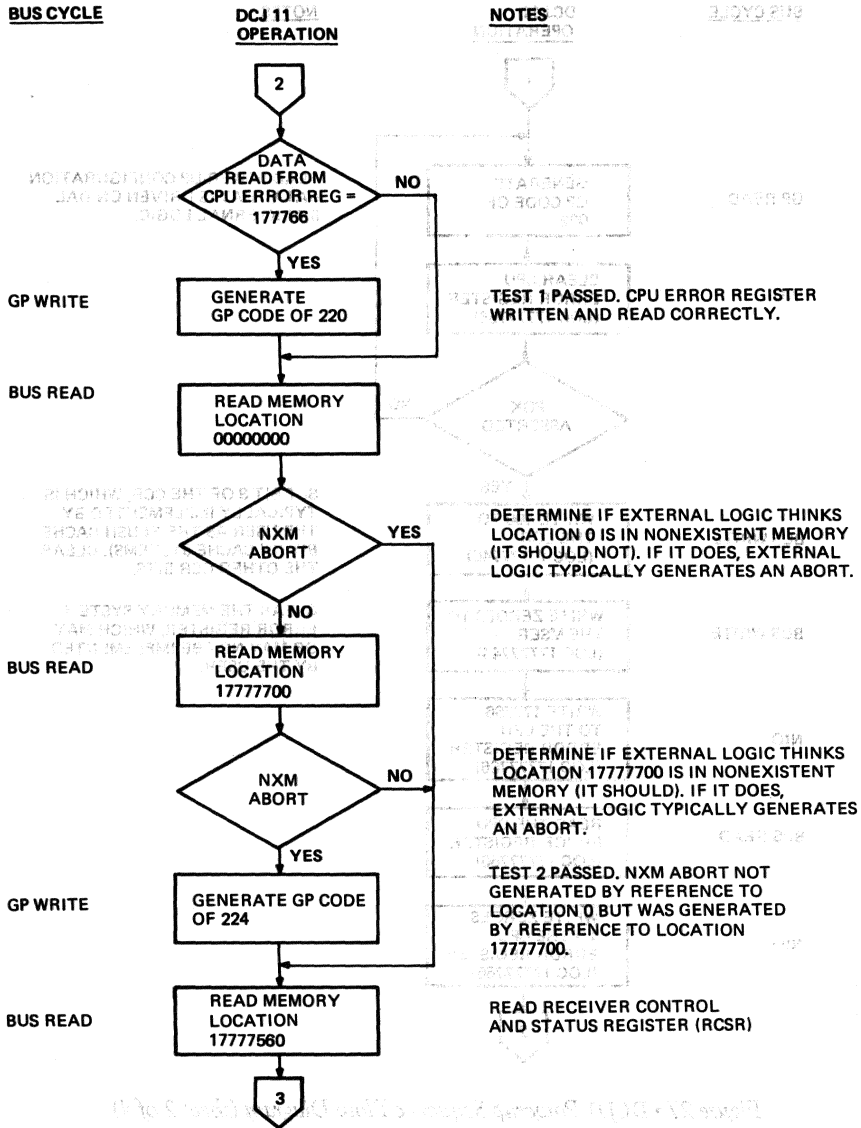 BUS CYCLE
DCJ 11
OPERATION
NOTES
2
DATA
READ FROM
CPU ERROR REG =
177766
NO
YES
GP WRITE
GENERATE
GP CODE OF 220
TEST 1 PASSED. CPU ERROR REGISTER
WRITTEN AND READ CORRECTLY.
BUS READ
READ MEMORY
LOCATION
00000000
NXM
ABORT
YES
NO
DETERMINE IF EXTERNAL LOGIC THINKS
LOCATION 0 IS IN NONEXISTENT MEMORY
(IT SHOULD NOT). IF IT DOES, EXTERNAL
LOGIC TYPICALLY GENERATES AN ABORT.
BUS READ
READ MEMORY
LOCATION
17777700
NXM
ABORT
NO
YES
DETERMINE IF EXTERNAL LOGIC THINKS
LOCATION 17777700 IS IN NONEXISTENT
MEMORY (IT SHOULD). IF IT DOES,
EXTERNAL LOGIC TYPICALLY GENERATES
AN ABORT.
GP WRITE
GENERATE GP CODE
OF 224
TEST 2 PASSED. NXM ABORT NOT
GENERATED BY REFERENCE TO
LOCATION 0 BUT WAS GENERATED
BY REFERENCE TO LOCATION
17777700.
BUS READ
READ MEMORY
LOCATION
17777560
READ RECEIVER CONTROL
AND STATUS REGISTER (RCSR)
3